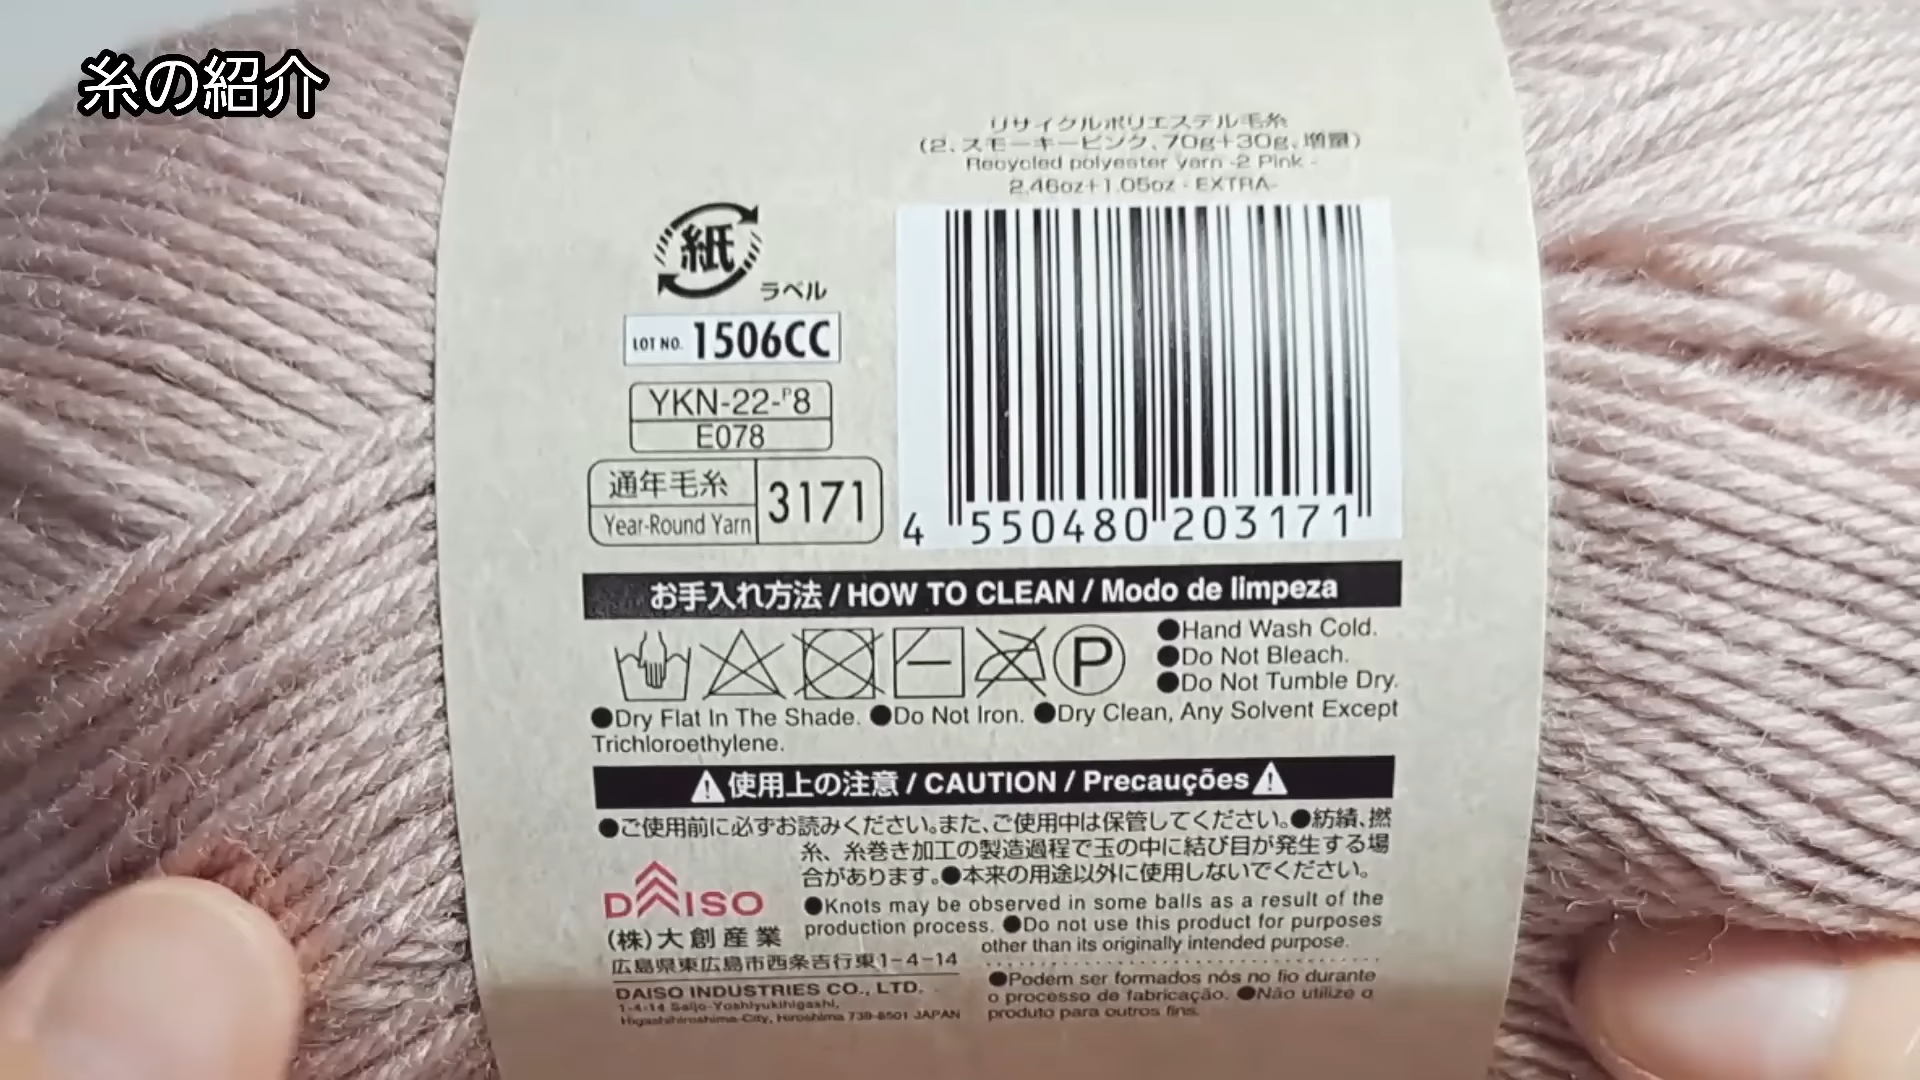 糸の紹介
リサイクルポリエステル毛糸
(2、スモーキーピンク、70g+30g、増量)
Recycled polyester yarn -2 Pink -
2.46oz+1.05oz - EXTRA-
紙
ラベル
LOT NO. 1506CC
YKN-22-P8
E078
通年毛糸
Year-Round Yarn
3171
4 550480 203171
お手入れ方法 / HOW TO CLEAN / Modo de limpeza
P
●Hand Wash Cold.
●Do Not Bleach.
●Do Not Tumble Dry.
●Dry Flat In The Shade. ●Do Not Iron. ●Dry Clean, Any Solvent Except
Trichloroethylene.
⚠使用上の注意 / CAUTION / Precauções⚠
●ご使用前に必ずお読みください。また、ご使用中は保管してください。●紡績、撚
糸、糸巻き加工の製造過程で玉の中に結び目が発生する場
合があります。●本来の用途以外に使用しないでください。
●Knots may be observed in some balls as a result of the
production process. ●Do not use this product for purposes
other than its originally intended purpose.
●Podem ser formados nós no fio durante
o processo de fabricação. ●Não utilize o
produto para outros fins.
DAISO
(株)大創産業
広島県東広島市西条吉行東1-4-14
DAISO INDUSTRIES CO., LTD.
1-4-14 Saijo-Yoshiyukihigashi,
Higashihiroshima-City, Hiroshima 739-8501 JAPAN